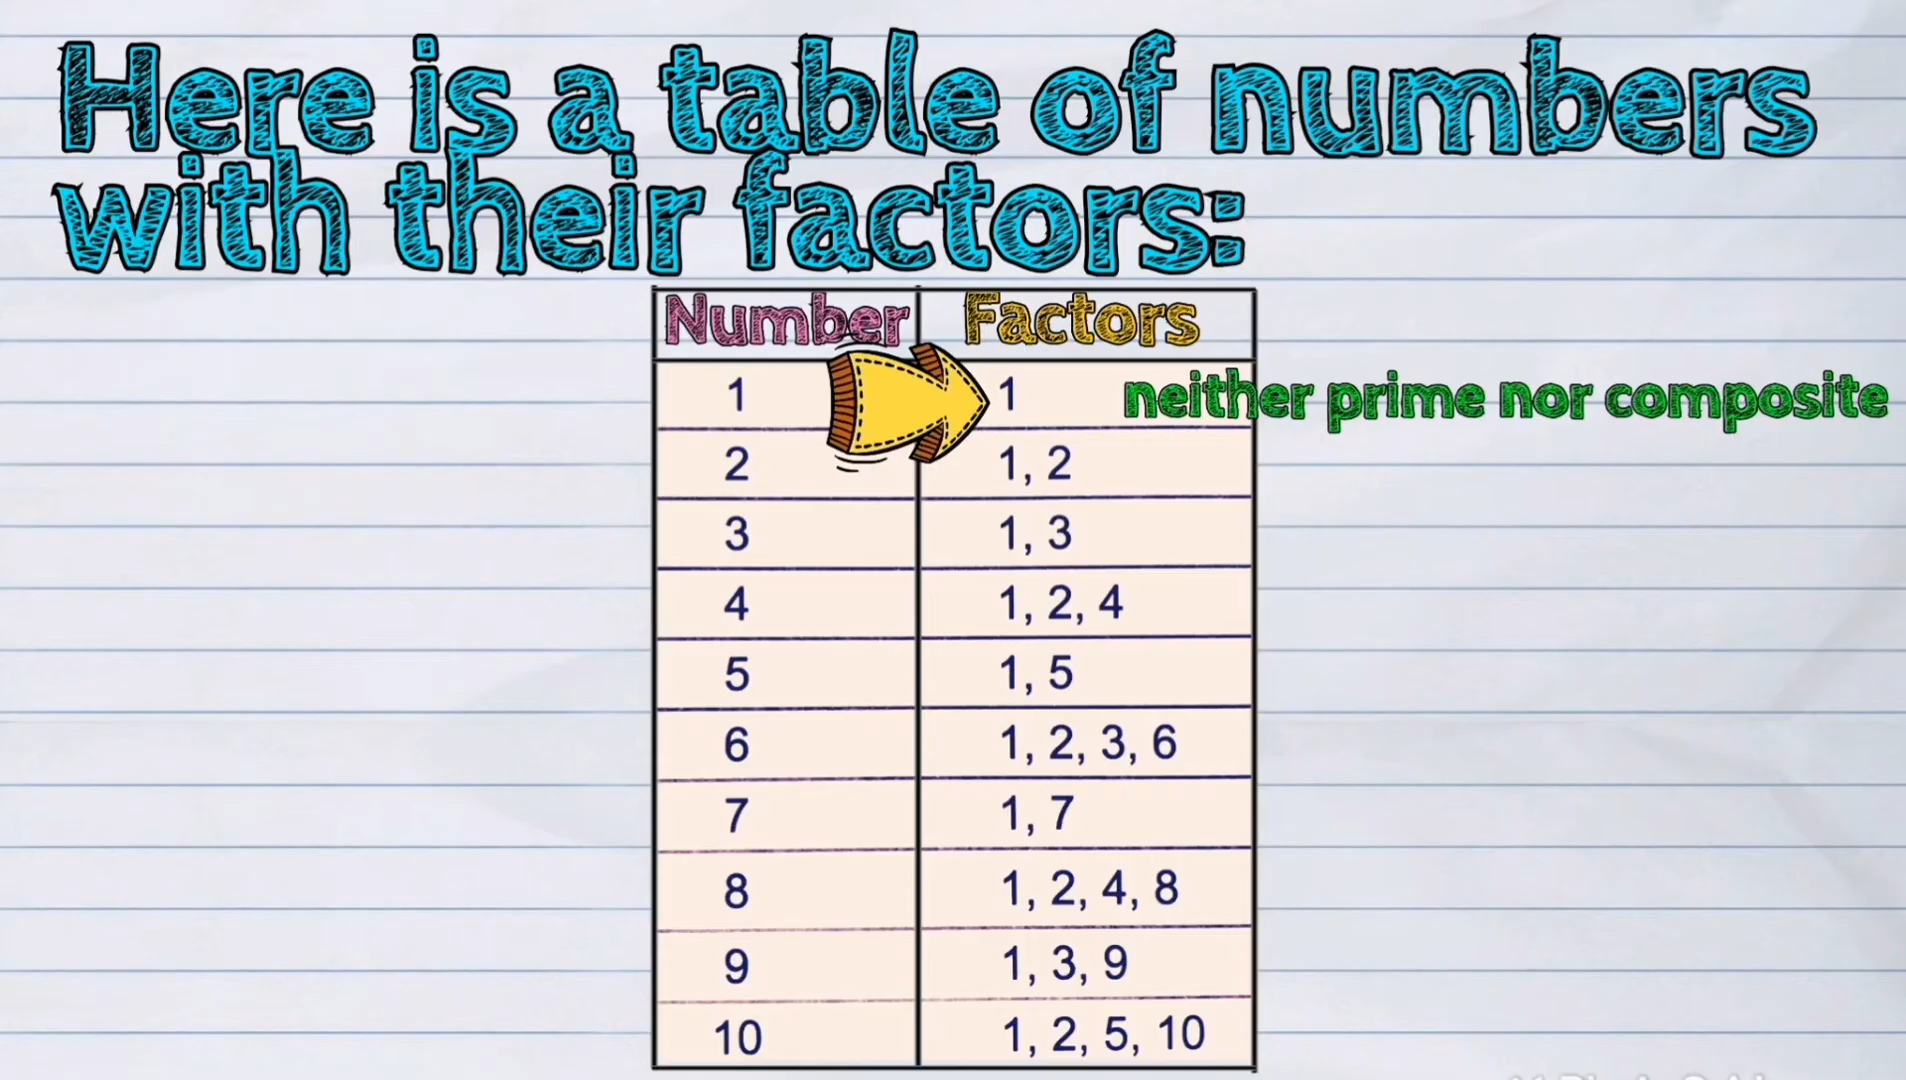 Here is a table of numbers
with their factors:
Number Factors
1 1 neither prime nor composite
2 1, 2
3 1, 3
4 1, 2, 4
5 1, 5
6 1, 2, 3, 6
7 1, 7
8 1, 2, 4, 8
9 1, 3, 9
10 1, 2, 5, 10